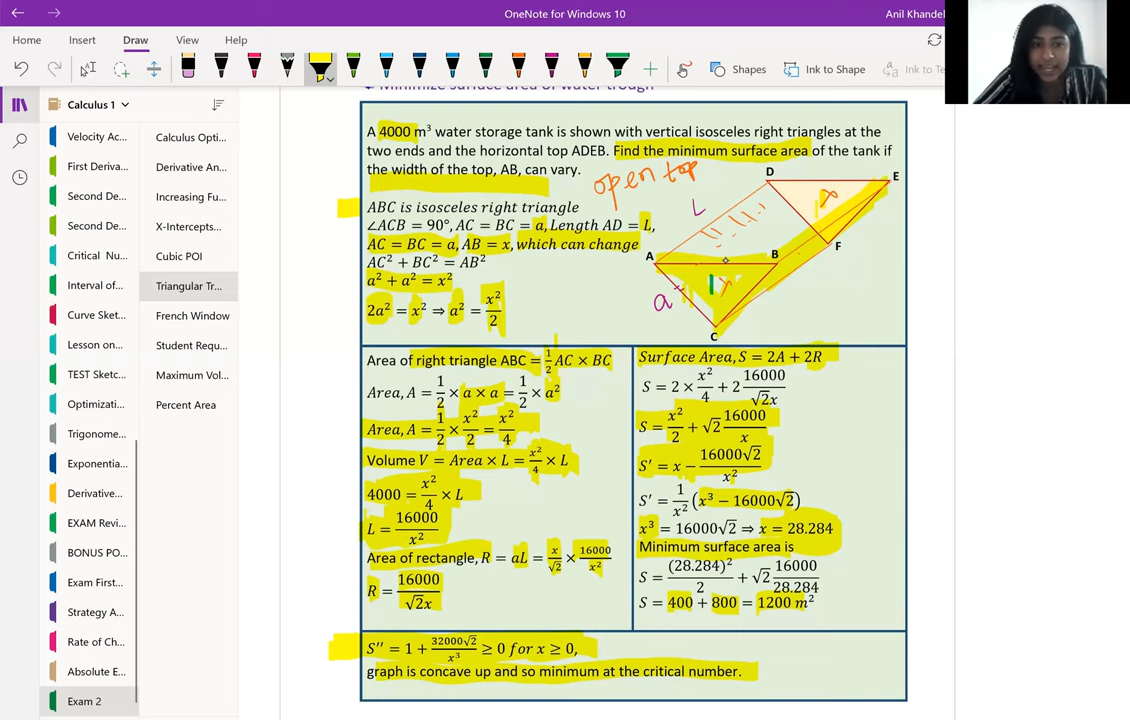 OneNote for Windows 10
Anil Khandel
Home Insert Draw View Help
Shapes Ink to Shape Ink to Te
Calculus 1
Velocity Ac...
First Deriva...
Second De...
Second De...
Critical Nu...
Interval of...
Curve Sket...
Lesson on...
TEST Sketc...
Optimizati...
Trigonome...
Exponentia...
Derivative...
EXAM Revi...
BONUS PO...
Exam First...
Strategy A...
Rate of Ch...
Absolute E...
Exam 2
Calculus Opti...
Derivative An...
Increasing Fu...
X-Intercepts...
Cubic POI
Triangular Tr...
French Window
Student Requ...
Maximum Vol...
Percent Area
Minimize surface area of water trough
A 4000 m³ water storage tank is shown with vertical isosceles right triangles at the
two ends and the horizontal top ADEB. Find the minimum surface area of the tank if
the width of the top, AB, can vary.
open top
ABC is isosceles right triangle
∠ACB = 90°, AC = BC = a, Length AD = L,
AC = BC = a, AB = x, which can change
AC² + BC² = AB²
a² + a² = x²
2a² = x² ⇒ a² = x²/2
D
E
L
x
F
A
B
x
a
C
Area of right triangle ABC = 1/2 AC × BC
Area, A = 1/2 × a × a = 1/2 × a²
Area, A = 1/2 × x²/2 = x²/4
Volume V = Area × L = x²/4 × L
4000 = x²/4 × L
L = 16000/x²
Area of rectangle, R = aL = x/√2 × 16000/x²
R = 16000/√2x
Surface Area, S = 2A + 2R
S = 2 × x²/4 + 2 16000/√2x
S = x²/2 + √2 16000/x
S′ = x − 16000√2/x²
S′ = 1/x² (x³ − 16000√2)
x³ = 16000√2 ⇒ x = 28.284
Minimum surface area is
S = (28.284)²/2 + √2 16000/28.284
S = 400 + 800 = 1200 m²
S′′ = 1 + 32000√2/x³ ≥ 0 for x ≥ 0,
graph is concave up and so minimum at the critical number.